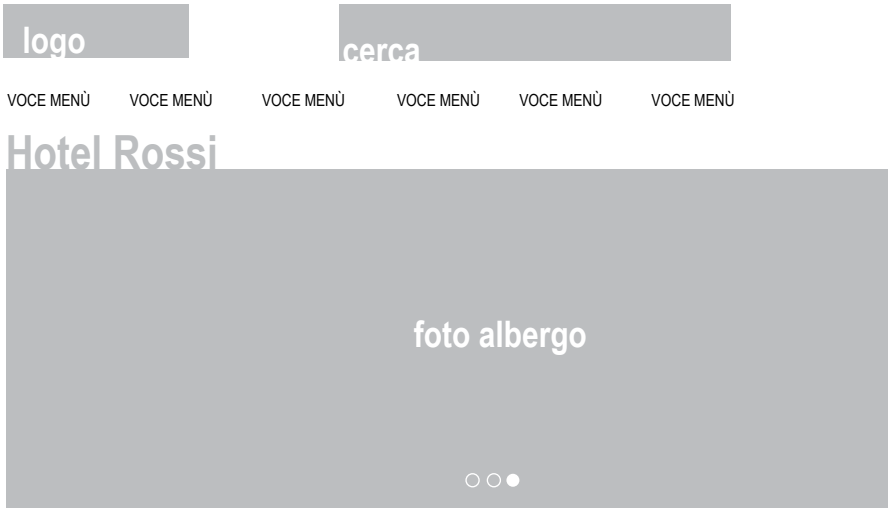 logo
cerca
VOCE MENÙ VOCE MENÙ VOCE MENÙ VOCE MENÙ VOCE MENÙ VOCE MENÙ
Hotel Rossi
foto albergo